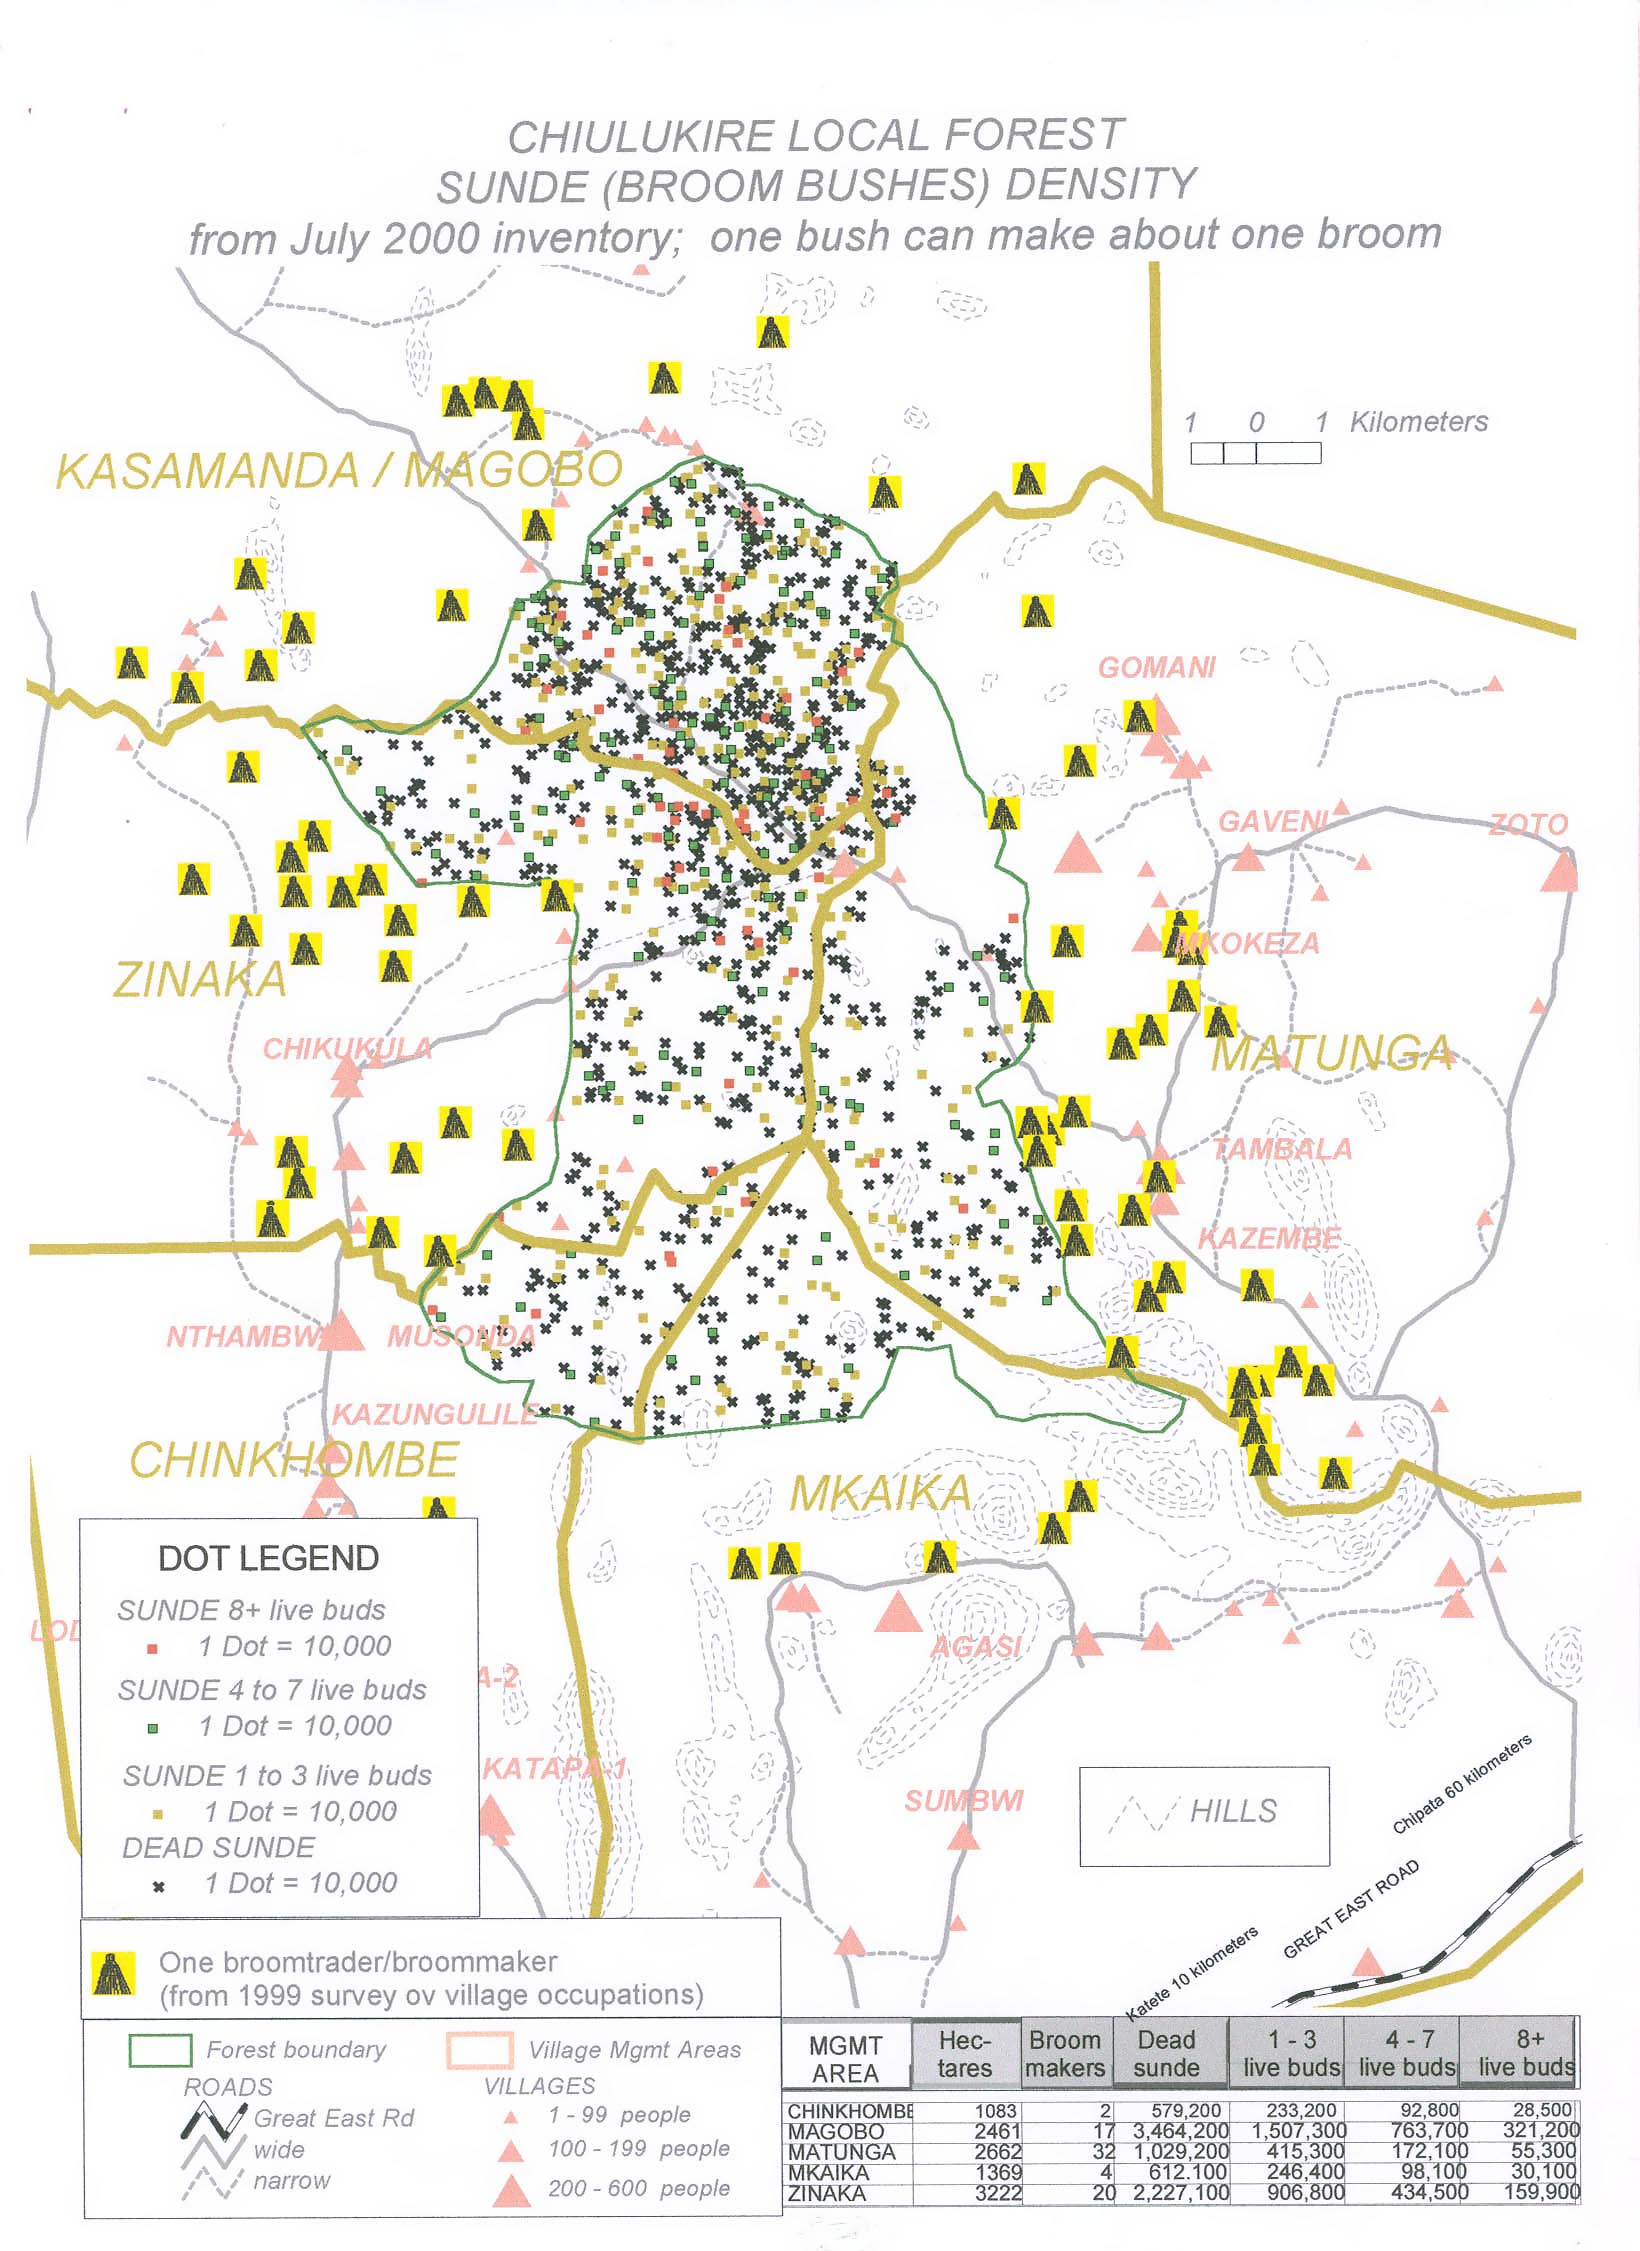 CHIULUKIRE LOCAL FOREST
SUNDE (BROOM BUSHES) DENSITY
from July 2000 inventory; one bush can make about one broom
1 0 1 Kilometers
KASAMANDA / MAGOBO
GOMANI
GAVENI
ZOTO
MKOKEZA
ZINAKA
CHIKUKULA
MATUNGA
TAMBALA
KAZEMBE
NTHAMBW
MUSONDA
KAZUNGULILE
CHINKHOMBE
MKAIKA
AGASI
A-2
KATAPA-1
SUMBWI
DOT LEGEND
SUNDE 8+ live buds
1 Dot = 10,000
SUNDE 4 to 7 live buds
1 Dot = 10,000
SUNDE 1 to 3 live buds
1 Dot = 10,000
DEAD SUNDE
1 Dot = 10,000
HILLS
Chipata 60 kilometers
GREAT EAST ROAD
Katete 10 kilometers
One broomtrader/broommaker
(from 1999 survey ov village occupations)
Forest boundary
Village Mgmt Areas
ROADS
Great East Rd
wide
narrow
VILLAGES
1 - 99 people
100 - 199 people
200 - 600 people
MGMT AREA Hec-tares Broom makers Dead sunde 1 - 3 live buds 4 - 7 live buds 8+ live buds
CHINKHOMBE 1083 2 579,200 233,200 92,800 28,500
MAGOBO 2461 17 3,464,200 1,507,300 763,700 321,200
MATUNGA 2662 32 1,029,200 415,300 172,100 55,300
MKAIKA 1369 4 612.100 246,400 98,100 30,100
ZINAKA 3222 20 2,227,100 906,800 434,500 159,900